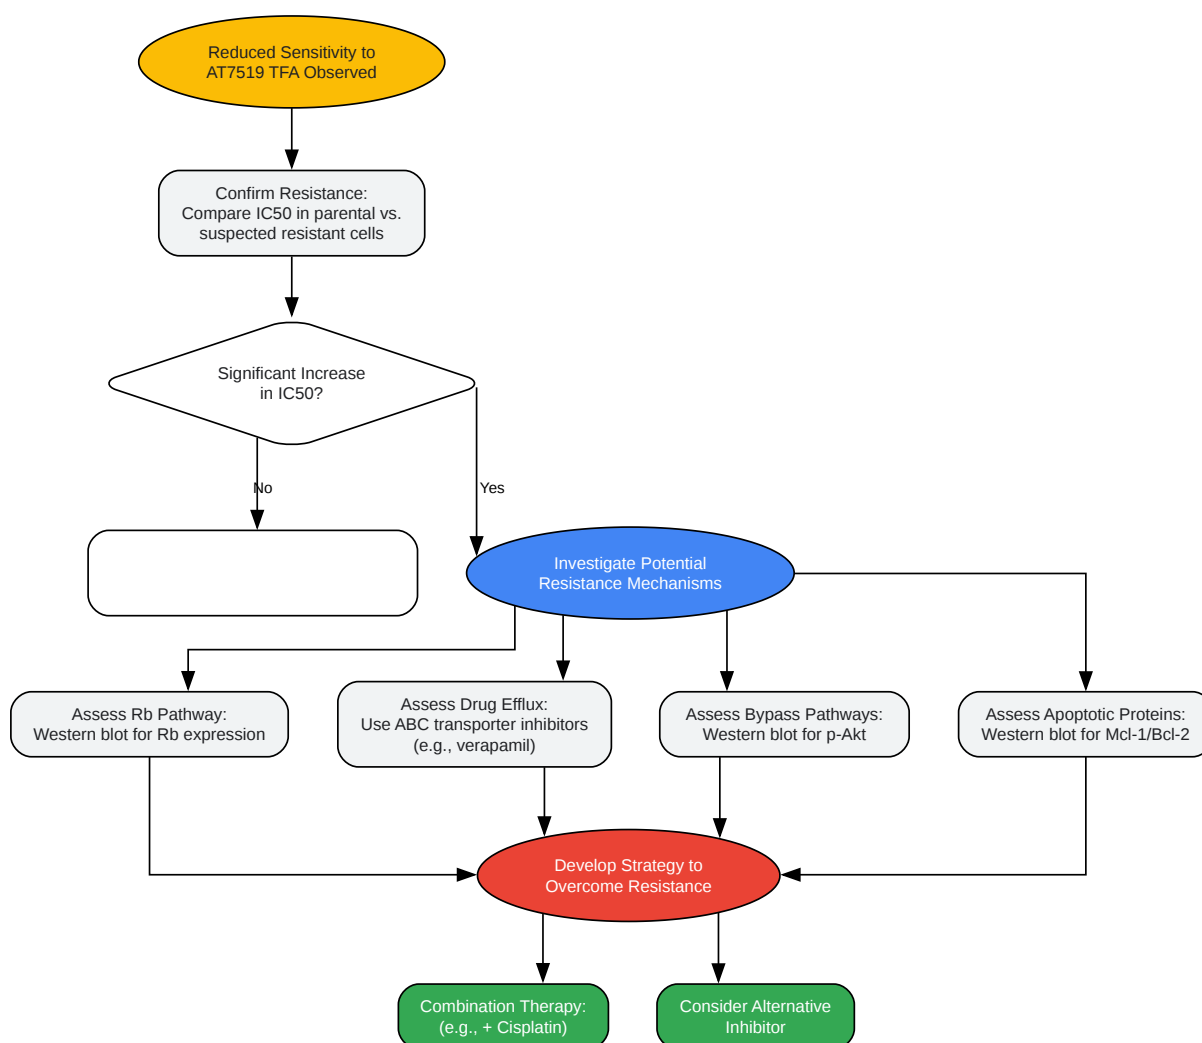 Reduced Sensitivity to
AT7519 TFA Observed
Confirm Resistance:
Compare IC50 in parental vs.
suspected resistant cells
Significant Increase
in IC50?
No
Yes
Investigate Potential
Resistance Mechanisms
Assess Rb Pathway:
Western blot for Rb expression
Assess Drug Efflux:
Use ABC transporter inhibitors
(e.g., verapamil)
Assess Bypass Pathways:
Western blot for p-Akt
Assess Apoptotic Proteins:
Western blot for Mcl-1/Bcl-2
Develop Strategy to
Overcome Resistance
Combination Therapy:
(e.g., + Cisplatin)
Consider Alternative
Inhibitor